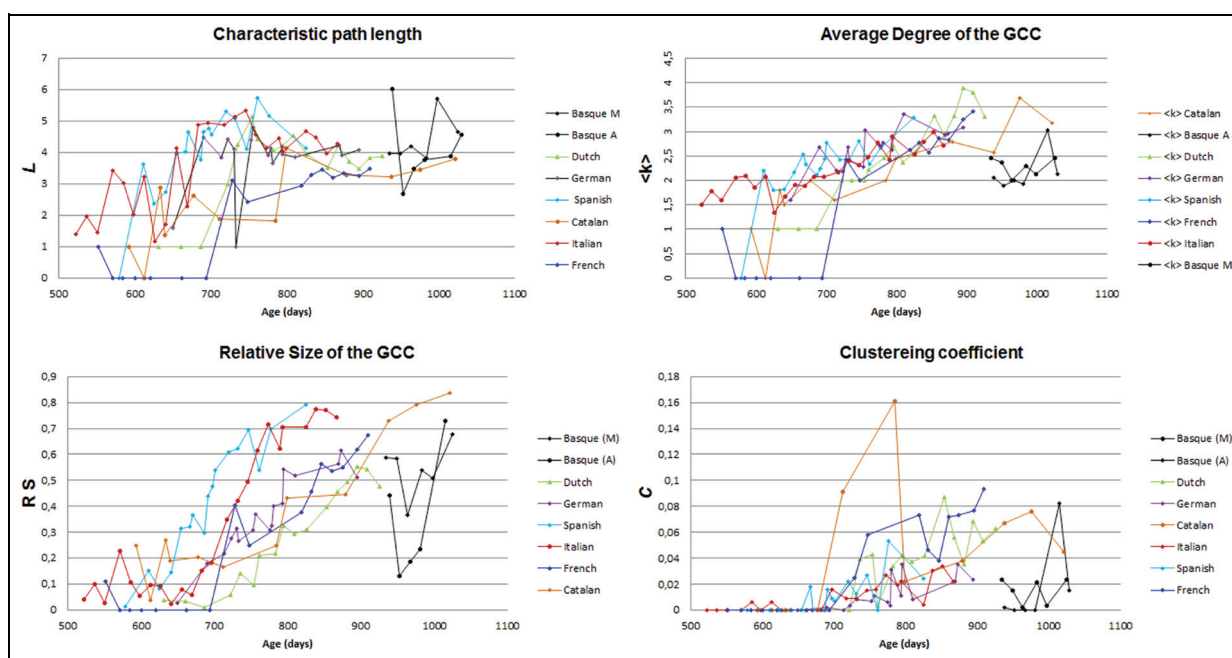 Characteristic path length
L
7
6
5
4
3
2
1
0
500 600 700 800 900 1000 1100
Age (days)
Basque M
Basque A
Dutch
German
Spanish
Catalan
Italian
French
Average Degree of the GCC
<k>
4,5
4
3,5
3
2,5
2
1,5
1
0,5
0
500 600 700 800 900 1000 1100
Age (days)
<k> Catalan
<k> Basque A
<k> Dutch
<k> German
<k> Spanish
<k> French
<k> Italian
<k> Basque M
Relative Size of the GCC
R S
0,9
0,8
0,7
0,6
0,5
0,4
0,3
0,2
0,1
0
500 600 700 800 900 1000 1100
Age (days)
Basque (M)
Basque (A)
Dutch
German
Spanish
Italian
French
Catalan
Clustereing coefficient
C
0,18
0,16
0,14
0,12
0,1
0,08
0,06
0,04
0,02
0
500 600 700 800 900 1000 1100
Age (days)
Basque (M)
Basque (A)
Dutch
German
Catalan
Italian
Spanish
French